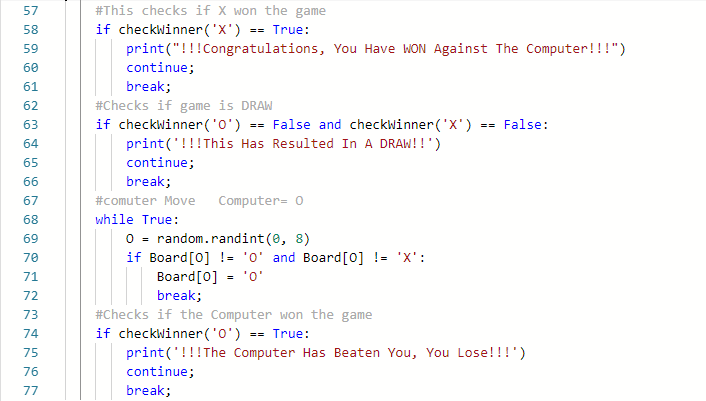 57 #This checks if X won the game
58 if checkWinner('X') == True:
59 print("!!!Congratulations, You Have WON Against The Computer!!!")
60 continue;
61 break;
62 #Checks if game is DRAW
63 if checkWinner('O') == False and checkWinner('X') == False:
64 print('!!!This Has Resulted In A DRAW!!')
65 continue;
66 break;
67 #comuter Move   Computer= O
68 while True:
69 O = random.randint(0, 8)
70 if Board[O] != 'O' and Board[O] != 'X':
71 Board[O] = 'O'
72 break;
73 #Checks if the Computer won the game
74 if checkWinner('O') == True:
75 print('!!!The Computer Has Beaten You, You Lose!!!')
76 continue;
77 break;